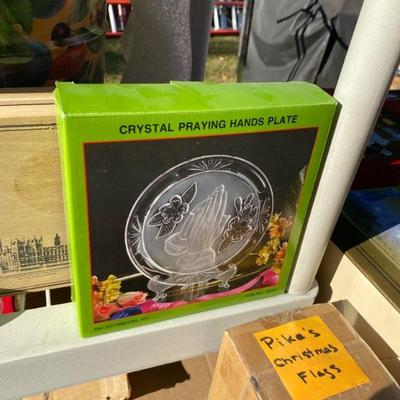 CRYSTAL PRAYING HANDS PLATE
Pike's
Christmas
Flags